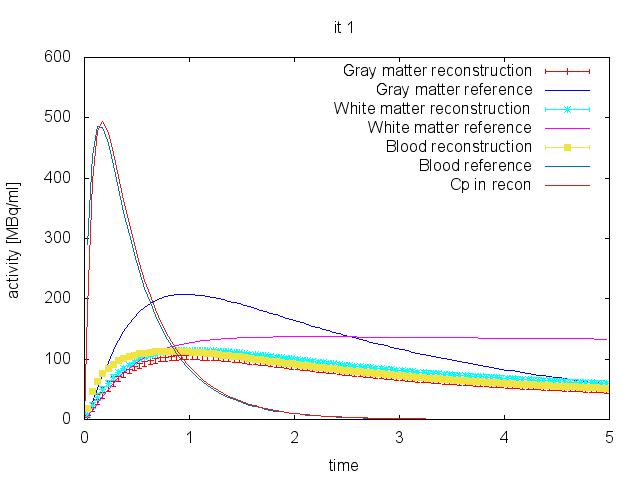 it 1
600
500
400
300
200
100
0
activity [MBq/ml]
Gray matter reconstruction
Gray matter reference
White matter reconstruction
White matter reference
Blood reconstruction
Blood reference
Cp in recon
0 1 2 3 4 5
time